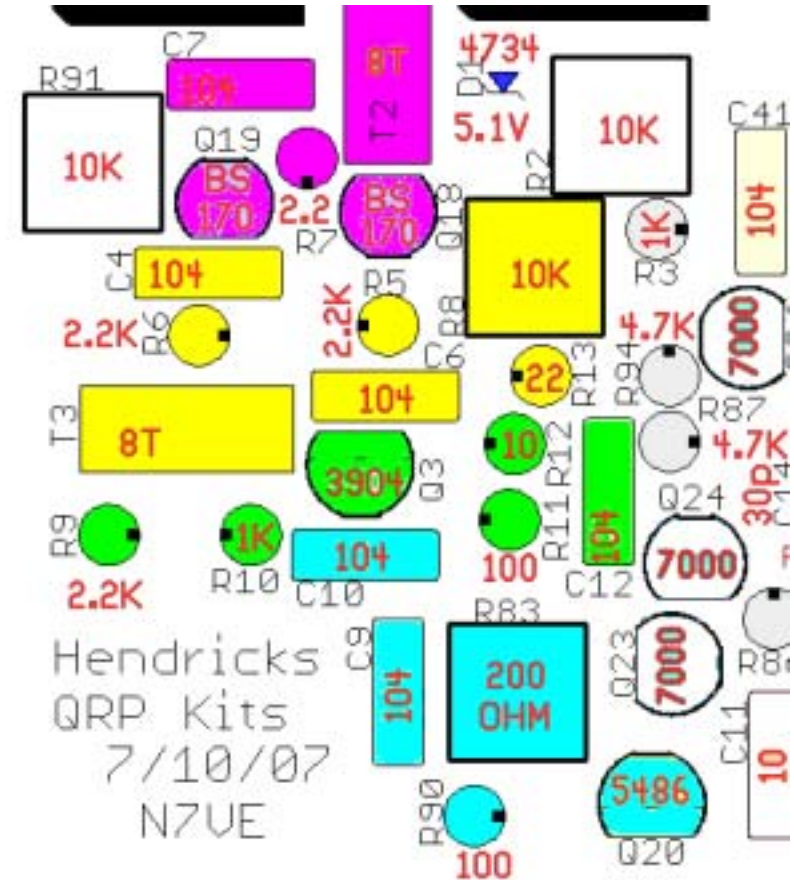 C7
4734
8T
D1
R91
104
C41
T2
5.1V
10K
Q19
R2
10K
BS
170
BS
170
Q18
104
2.2
R7
1K
C4
104
R3
R5
10K
2.2K
R6
2.2K
R8
4.7K
7000
C6
22
R13
R94
104
R87
T3
8T
10
R12
4.7K
3904
Q3
30p
C14
Q24
R9
1K
R11
104
R10
104
100
7000
2.2K
C10
C12
R83
Hendricks
C9
200
Q23
7000
QRP Kits
104
OHM
C11
7/10/07
10
N7VE
R90
5486
100
Q20